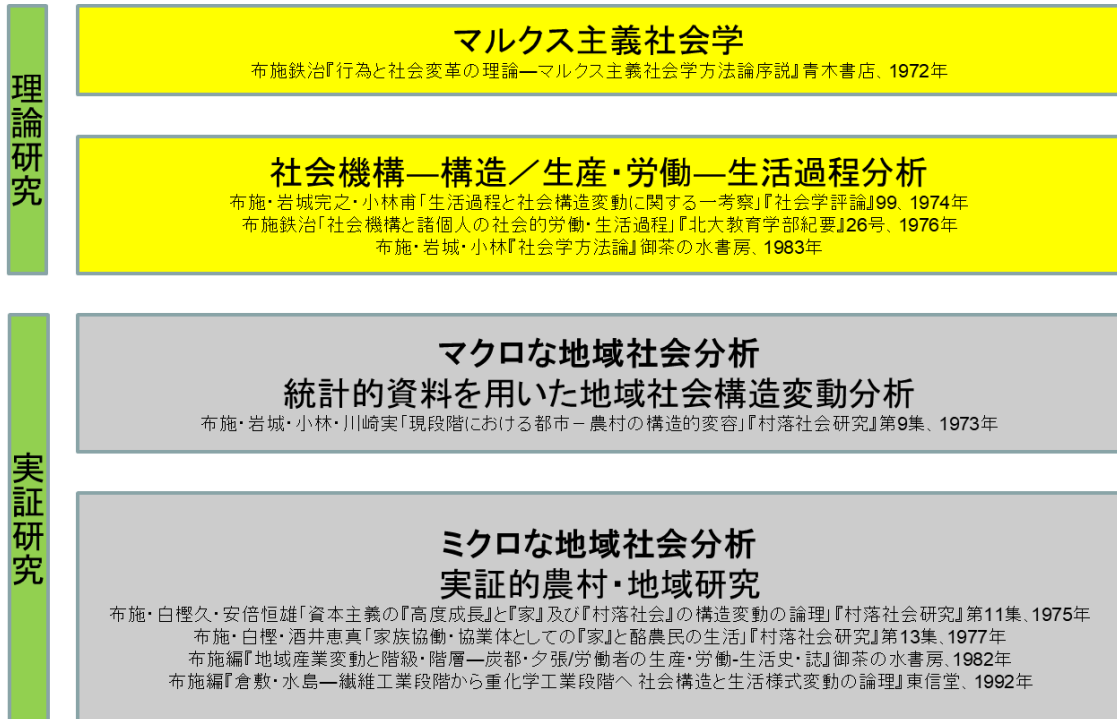 理論研究
マルクス主義社会学
布施鉄治『行為と社会変革の理論―マルクス主義社会学方法論序説』青木書店、1972年
社会機構―構造／生産・労働―生活過程分析
布施・岩城完之・小林甫「生活過程と社会構造変動に関する一考察」『社会学評論』99、1974年
布施鉄治「社会機構と諸個人の社会的労働・生活過程」『北大教育学部紀要』26号、1976年
布施・岩城・小林『社会学方法論』御茶の水書房、1983年
実証研究
マクロな地域社会分析
統計的資料を用いた地域社会構造変動分析
布施・岩城・小林・川崎実「現段階における都市－農村の構造的変容」『村落社会研究』第9集、1973年
ミクロな地域社会分析
実証的農村・地域研究
布施・白樫久・安倍恒雄「資本主義の『高度成長』と『家』及び『村落社会』の構造変動の論理」『村落社会研究』第11集、1975年
布施・白樫・酒井恵真「家族協働・協業体としての『家』と酪農民の生活」『村落社会研究』第13集、1977年
布施編『地域産業変動と階級・階層―炭都・夕張/労働者の生産・労働-生活史・誌』御茶の水書房、1982年
布施編『倉敷・水島―繊維工業段階から重化学工業段階へ 社会構造と生活様式変動の論理』東信堂、1992年